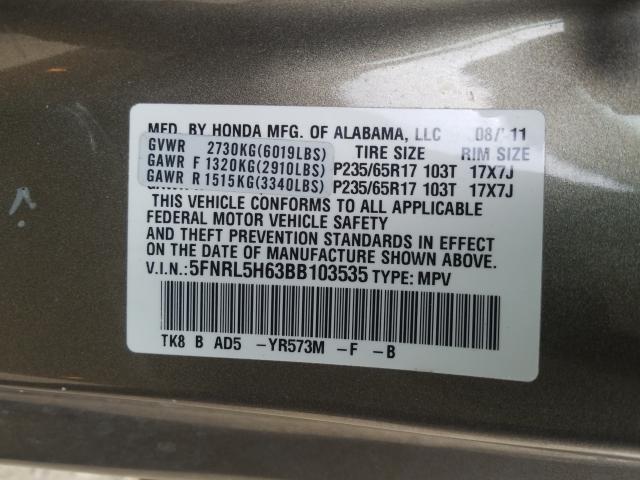 MFD. BY HONDA MFG. OF ALABAMA, LLC 08/11
TIRE SIZE RIM SIZE
GVWR 2730KG(6019LBS)
GAWR F 1320KG(2910LBS) P235/65R17 103T 17X7J
GAWR R 1515KG(3340LBS) P235/65R17 103T 17X7J
THIS VEHICLE CONFORMS TO ALL APPLICABLE
FEDERAL MOTOR VEHICLE SAFETY
AND THEFT PREVENTION STANDARDS IN EFFECT
ON THE DATE OF MANUFACTURE SHOWN ABOVE.
V.I.N.:5FNRL5H63BB103535 TYPE: MPV
TK8 B AD5 -YR573M -F -B